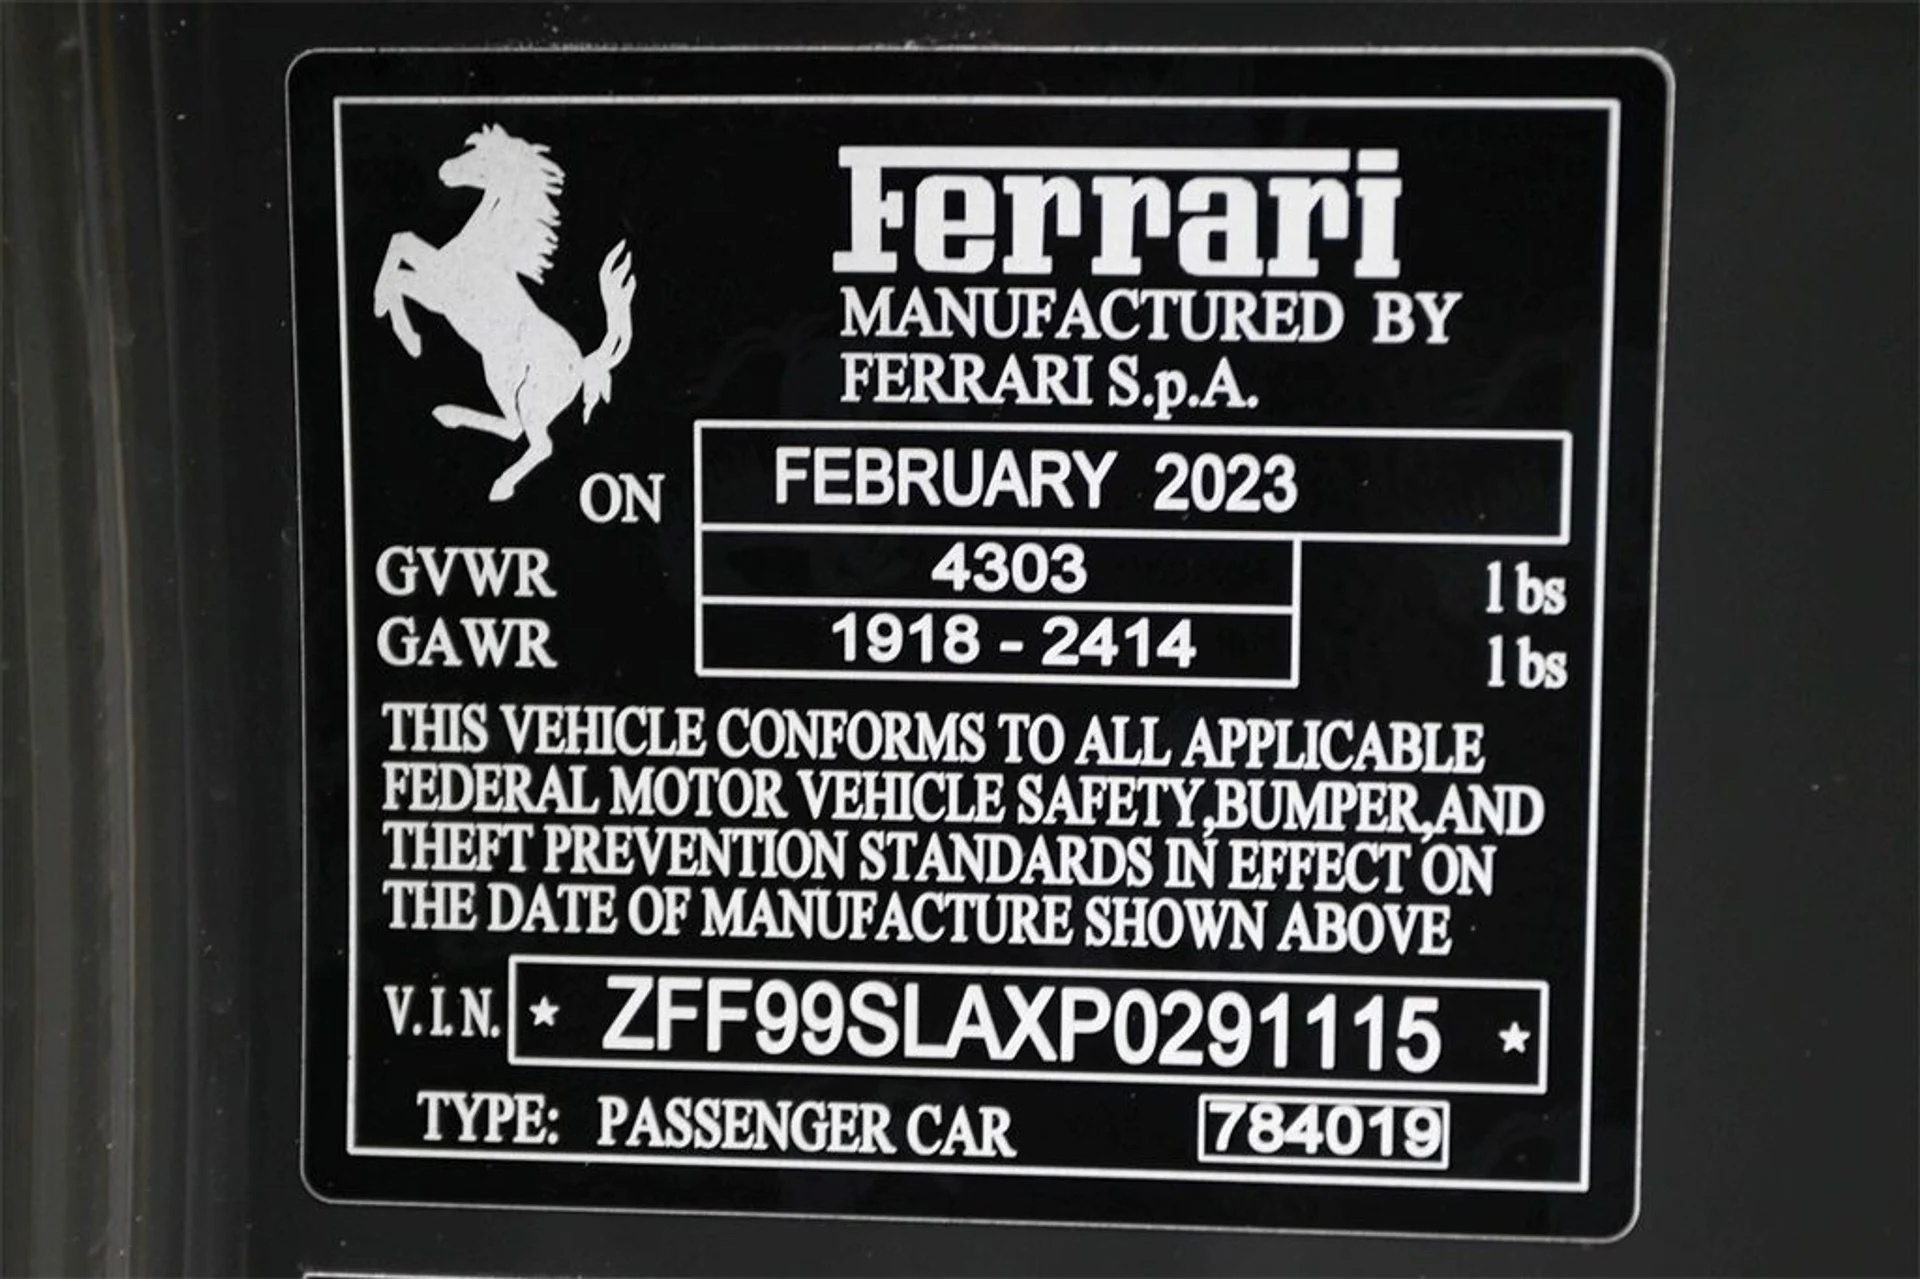 Ferrari
MANUFACTURED BY
FERRARI S.p.A.
ON FEBRUARY 2023
GVWR 4303 lbs
GAWR 1918 - 2414 lbs
THIS VEHICLE CONFORMS TO ALL APPLICABLE
FEDERAL MOTOR VEHICLE SAFETY,BUMPER,AND
THEFT PREVENTION STANDARDS IN EFFECT ON
THE DATE OF MANUFACTURE SHOWN ABOVE
V.I.N. * ZFF99SLAXP0291115 *
TYPE: PASSENGER CAR 784019